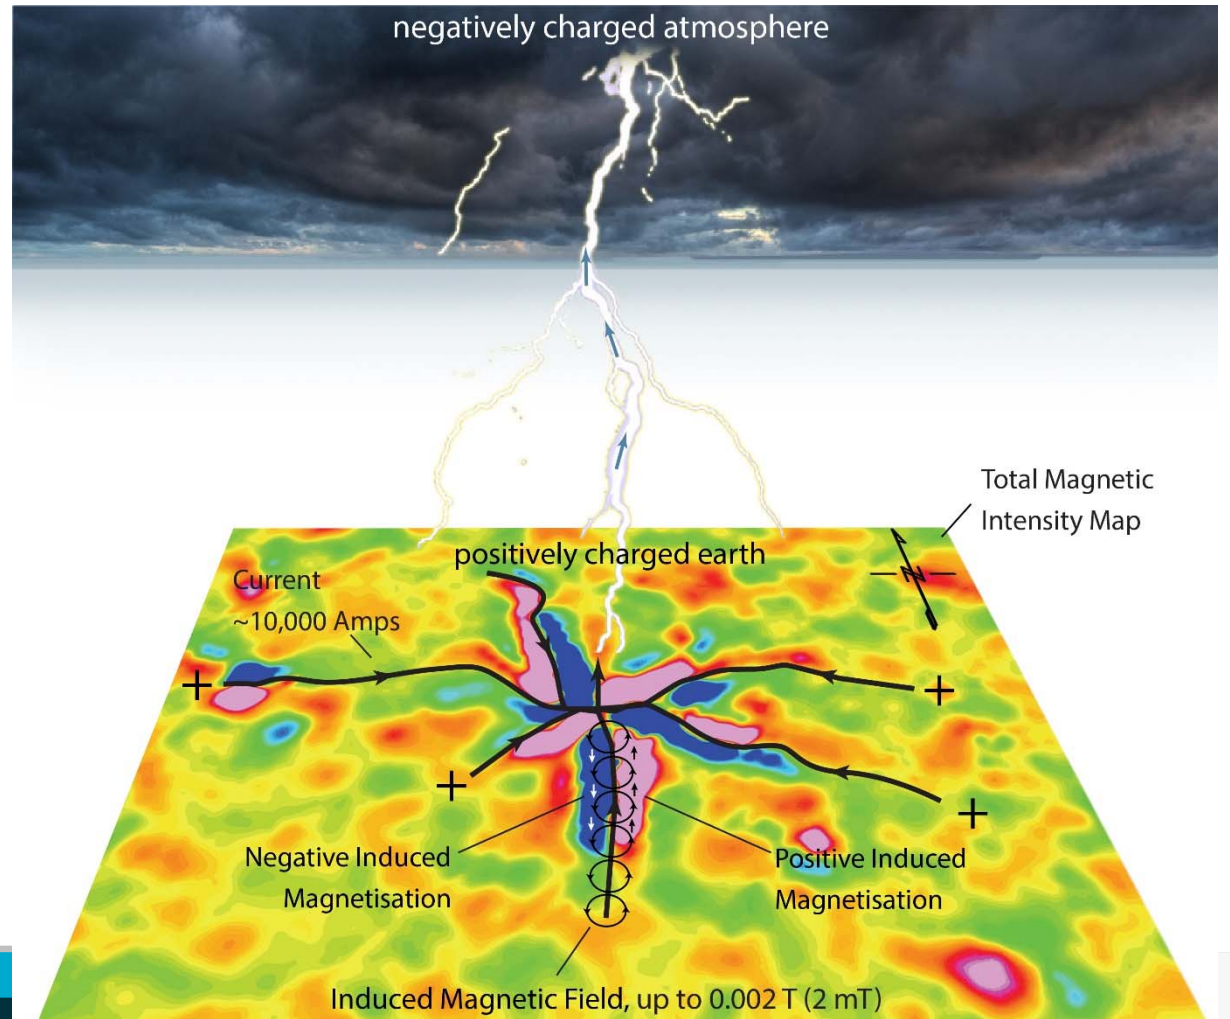 negatively charged atmosphere
Total Magnetic
Intensity Map
positively charged earth
Current
~10,000 Amps
N
+
+
+
+
Negative Induced
Magnetisation
Positive Induced
Magnetisation
Induced Magnetic Field, up to 0.002 T (2 mT)